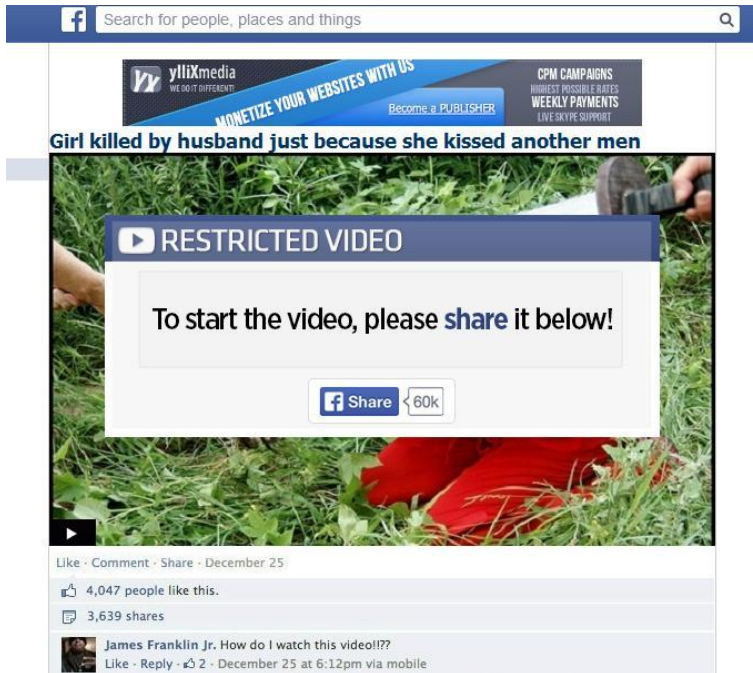 f
Search for people, places and things
yX yllixmedia
WE DO IT DIFFERENT!
MONETIZE YOUR WEBSITES WITH US
Become a PUBLISHER
CPM CAMPAIGNS
HIGHEST POSSIBLE RATES
WEEKLY PAYMENTS
LIVE SKYPE SUPPORT
Girl killed by husband just because she kissed another men
RESTRICTED VIDEO
To start the video, please share it below!
f Share 60k
Like · Comment · Share · December 25
4,047 people like this.
3,639 shares
James Franklin Jr. How do I watch this video!!??
Like · Reply · 2 · December 25 at 6:12pm via mobile